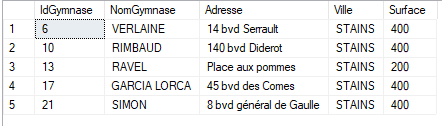 IdGymnase NomGymnase Adresse Ville Surface
1 6 VERLAINE 14 bvd Serrault STAINS 400
2 10 RIMBAUD 140 bvd Diderot STAINS 400
3 13 RAVEL Place aux pommes STAINS 200
4 17 GARCIA LORCA 45 bvd des Comes STAINS 400
5 21 SIMON 8 bvd général de Gaulle STAINS 400